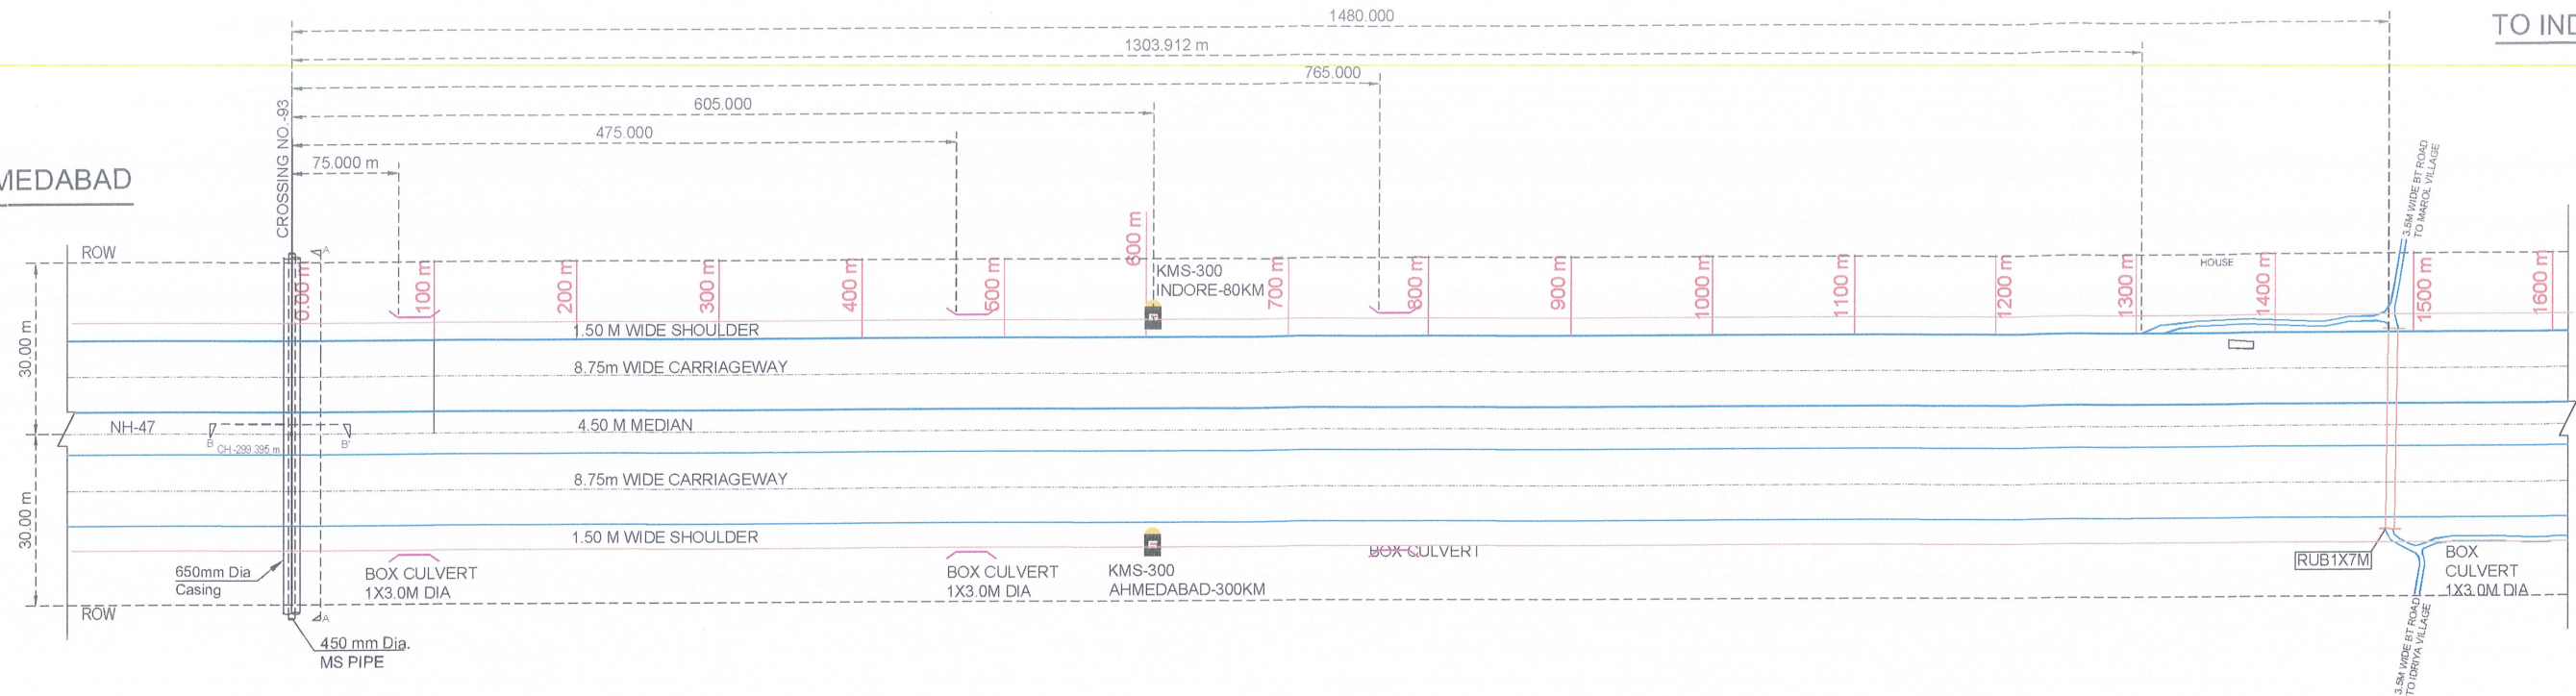 1480.000
TO IND
1303.912 m
765.000
605.000
475.000
75.000 m
CROSSING NO.-93
MEDABAD
ROW
A
0.00 m
100 m
200 m
300 m
400 m
500 m
600 m
700 m
800 m
900 m
1000 m
1100 m
1200 m
1300 m
1400 m
1500 m
1600 m
KMS-300
INDORE-80KM
HOUSE
3.5M WIDE BT ROAD
TO MAROL VILLAGE
30.00 m
1.50 M WIDE SHOULDER
8.75m WIDE CARRIAGEWAY
NH-47
4.50 M MEDIAN
B
B'
CH.-299.395 m
8.75m WIDE CARRIAGEWAY
30.00 m
1.50 M WIDE SHOULDER
650mm Dia
Casing
BOX CULVERT
1X3.0M DIA
BOX CULVERT
1X3.0M DIA
KMS-300
AHMEDABAD-300KM
BOX CULVERT
RUB1X7M
BOX
CULVERT
1X3.0M DIA
ROW
A
450 mm Dia.
MS PIPE
3.5M WIDE BT ROAD
TO IDRIYA VILLAGE